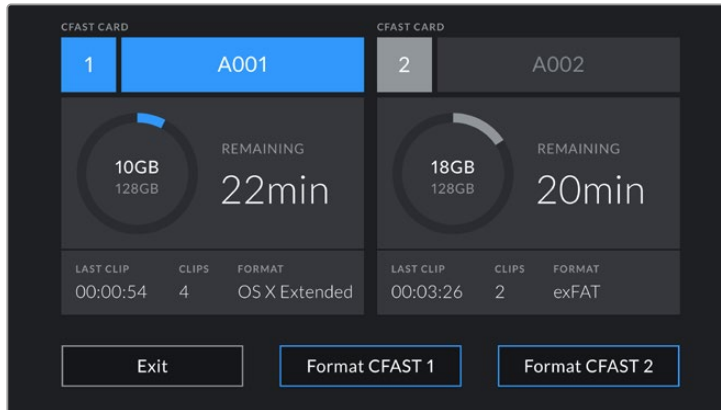 CFAST CARD
1 A001
10GB
128GB
REMAINING
22min
LAST CLIP CLIPS FORMAT
00:00:54 4 OS X Extended
CFAST CARD
2 A002
18GB
128GB
REMAINING
20min
LAST CLIP CLIPS FORMAT
00:03:26 2 exFAT
Exit Format CFAST 1 Format CFAST 2